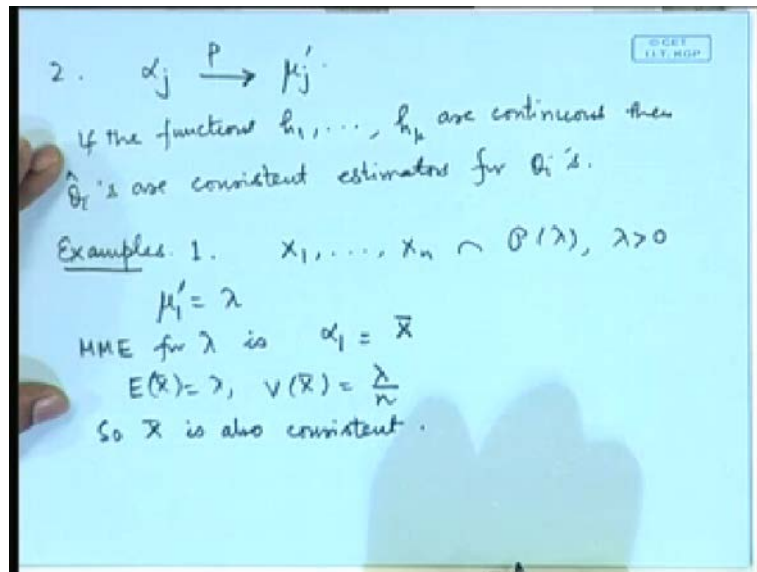 © CET
I.I.T. KGP
2. αj P→ μj'.
If the functions h1, ..., hk are continuous then
θ̂i's are consistent estimators for θi's.
Examples. 1. X1, ..., Xn ~ P(λ), λ>0
μ1' = λ
MME for λ is α1 = X̄
E(X̄) = λ, V(X̄) = λ/n
So X̄ is also consistent.